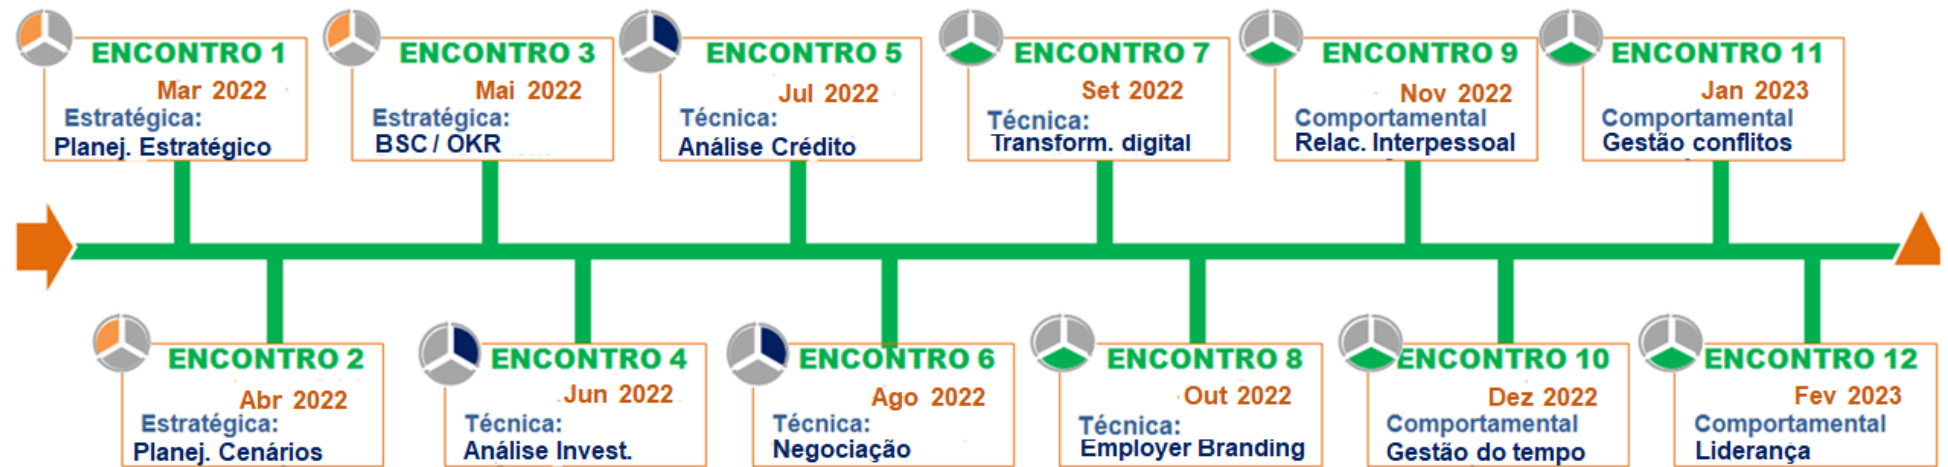 ENCONTRO 1
Mar 2022
Estratégica:
Planej. Estratégico
ENCONTRO 3
Mai 2022
Estratégica:
BSC / OKR
ENCONTRO 5
Jul 2022
Técnica:
Análise Crédito
ENCONTRO 7
Set 2022
Técnica:
Transform. digital
ENCONTRO 9
Nov 2022
Comportamental
Relac. Interpessoal
ENCONTRO 11
Jan 2023
Comportamental
Gestão conflitos
ENCONTRO 2
Abr 2022
Estratégica:
Planej. Cenários
ENCONTRO 4
Jun 2022
Técnica:
Análise Invest.
ENCONTRO 6
Ago 2022
Técnica:
Negociação
ENCONTRO 8
Out 2022
Técnica:
Employer Branding
ENCONTRO 10
Dez 2022
Comportamental
Gestão do tempo
ENCONTRO 12
Fev 2023
Comportamental
Liderança